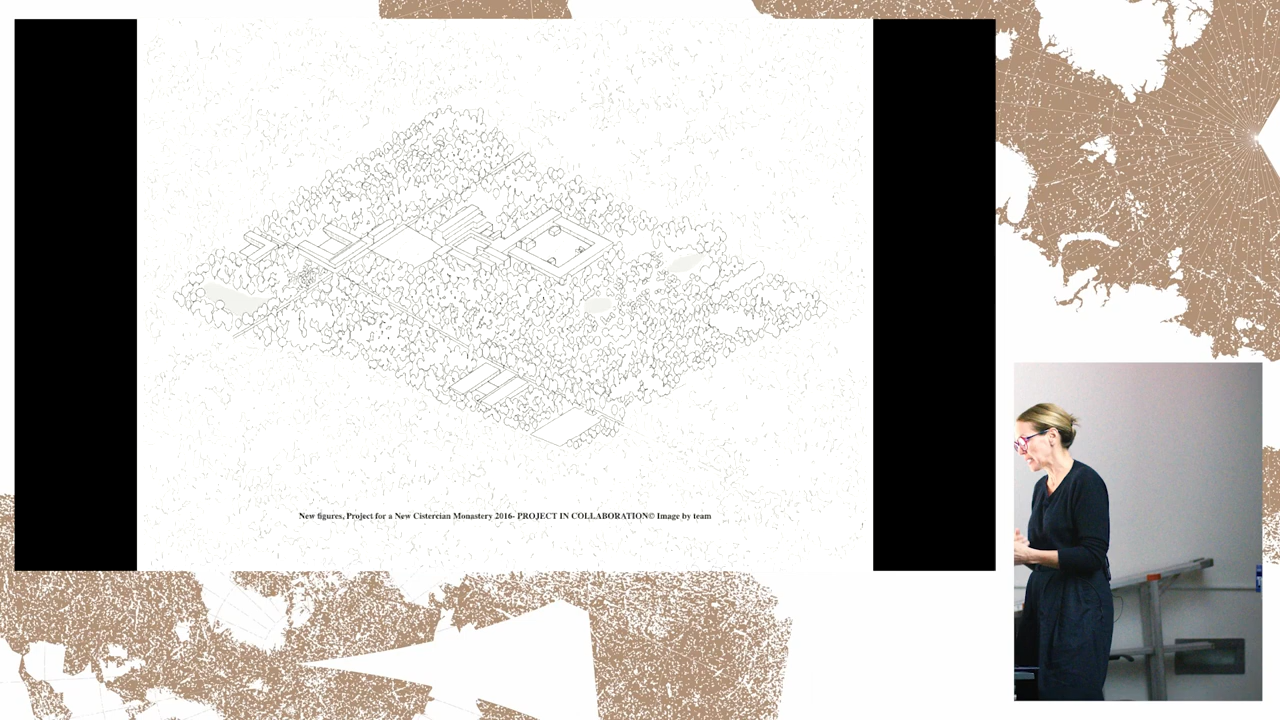 New figures, Project for a New Cistercian Monastery 2016- PROJECT IN COLLABORATION© Image by team